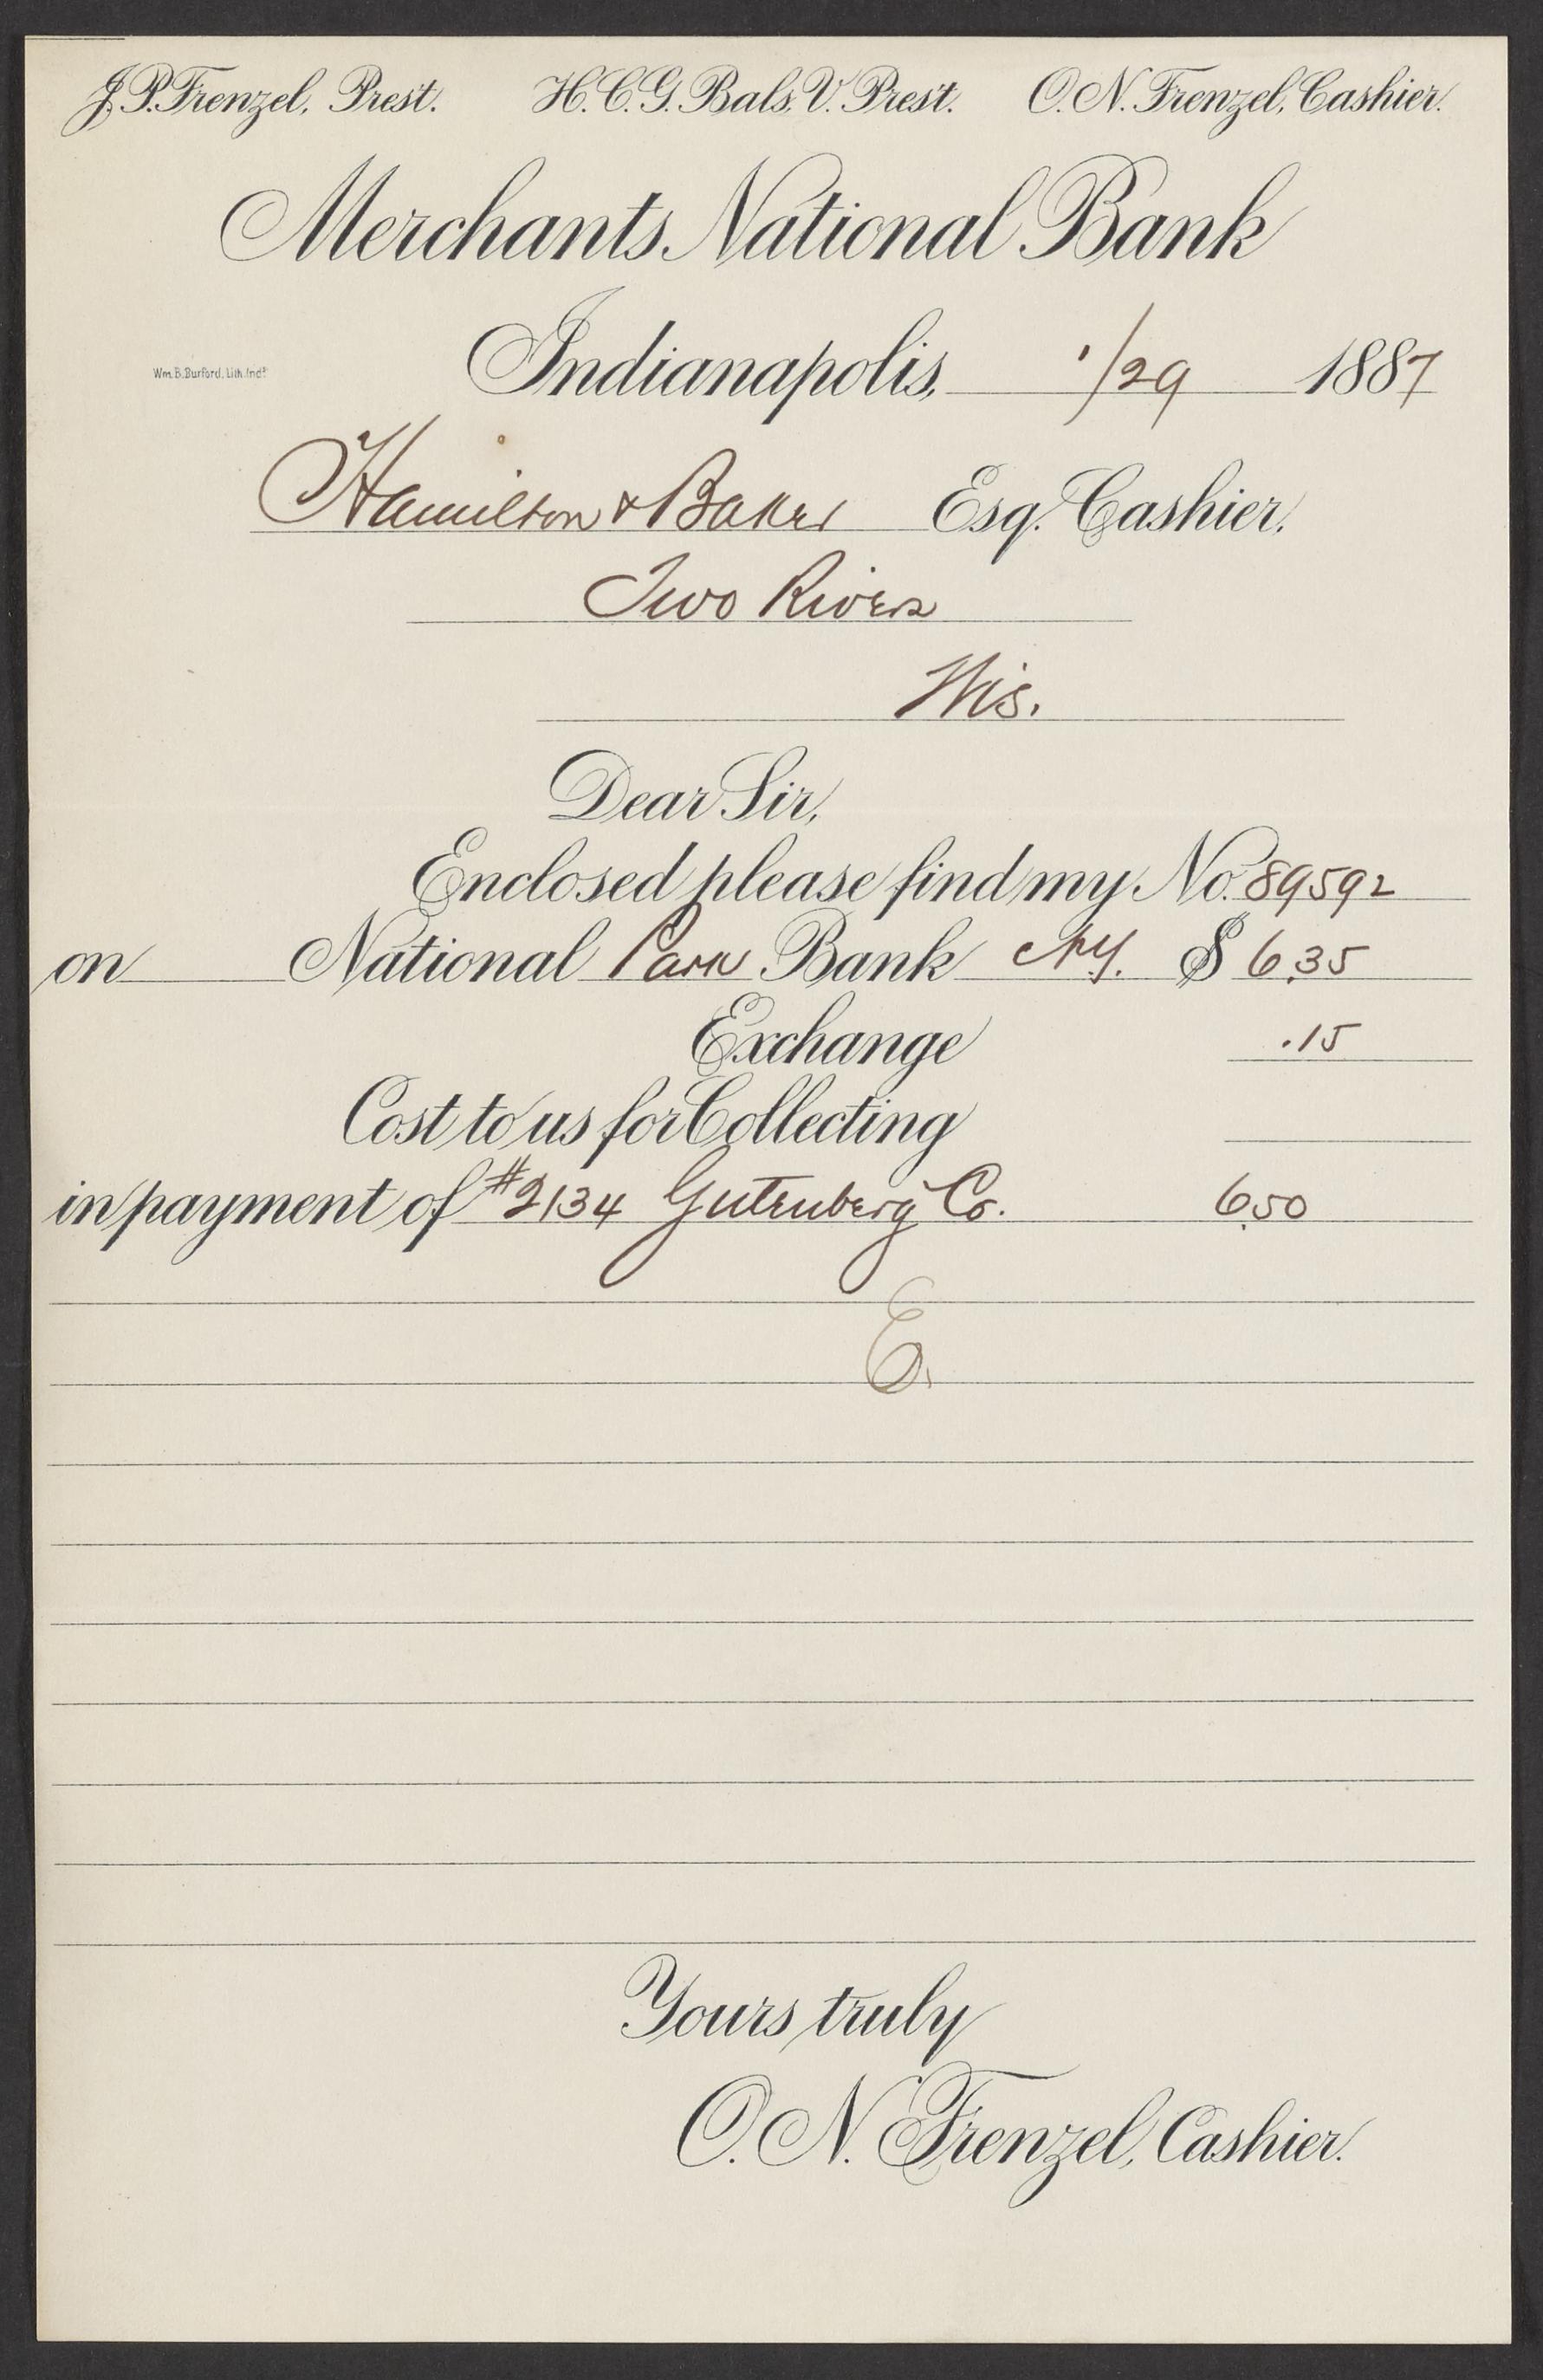 J.P. Frenzel, Prest. H.C.G. Bals, V. Prest. O.N. Frenzel, Cashier.
Merchants National Bank
Wm. B. Burford, Lith. Ind.
Indianapolis, 1/29 1887
Hamilton & Baker Esq. Cashier,
Two Rivers
Wis.
Dear Sir,
Enclosed please find my No. 89592
on National Park Bank N.Y. $ 6.35
Exchange .15
Cost to us for Collecting
in payment of #2134 Gutenberg Co. 6.50
E.
Yours truly
O. N. Frenzel, Cashier.